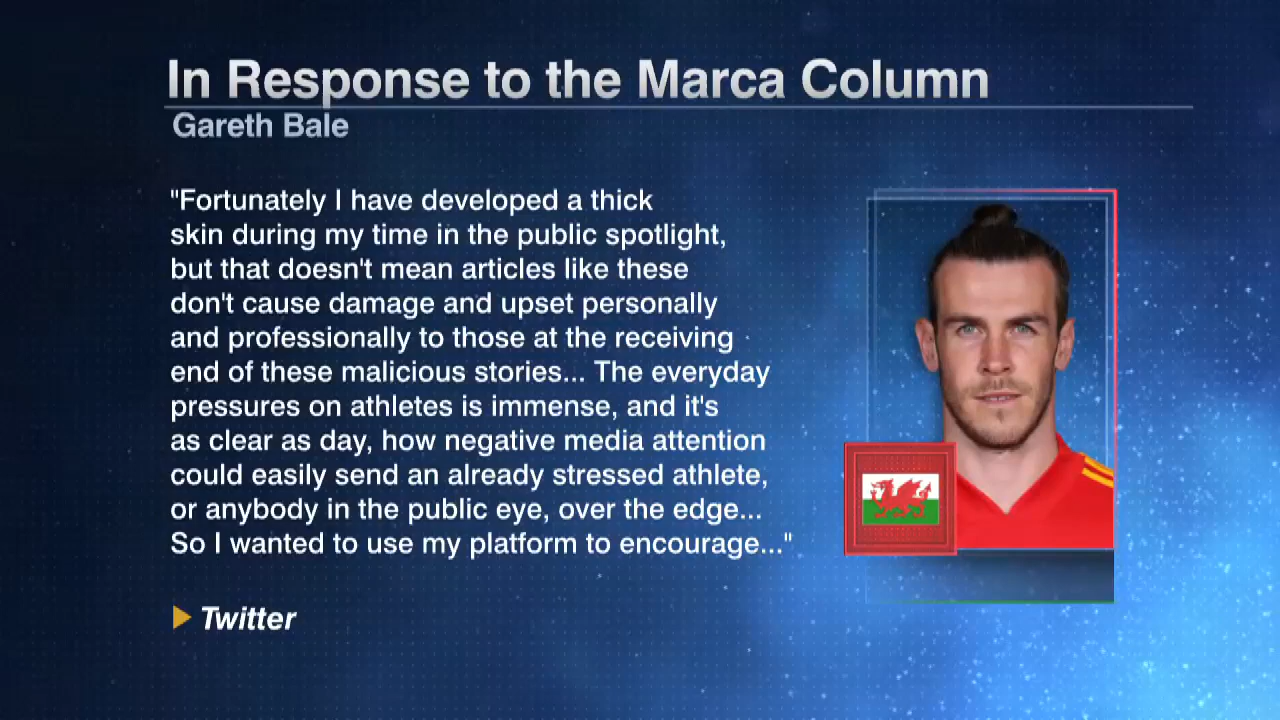 In Response to the Marca Column
Gareth Bale
"Fortunately I have developed a thick
skin during my time in the public spotlight,
but that doesn't mean articles like these
don't cause damage and upset personally
and professionally to those at the receiving
end of these malicious stories... The everyday
pressures on athletes is immense, and it's
as clear as day, how negative media attention
could easily send an already stressed athlete,
or anybody in the public eye, over the edge...
So I wanted to use my platform to encourage..."
Twitter